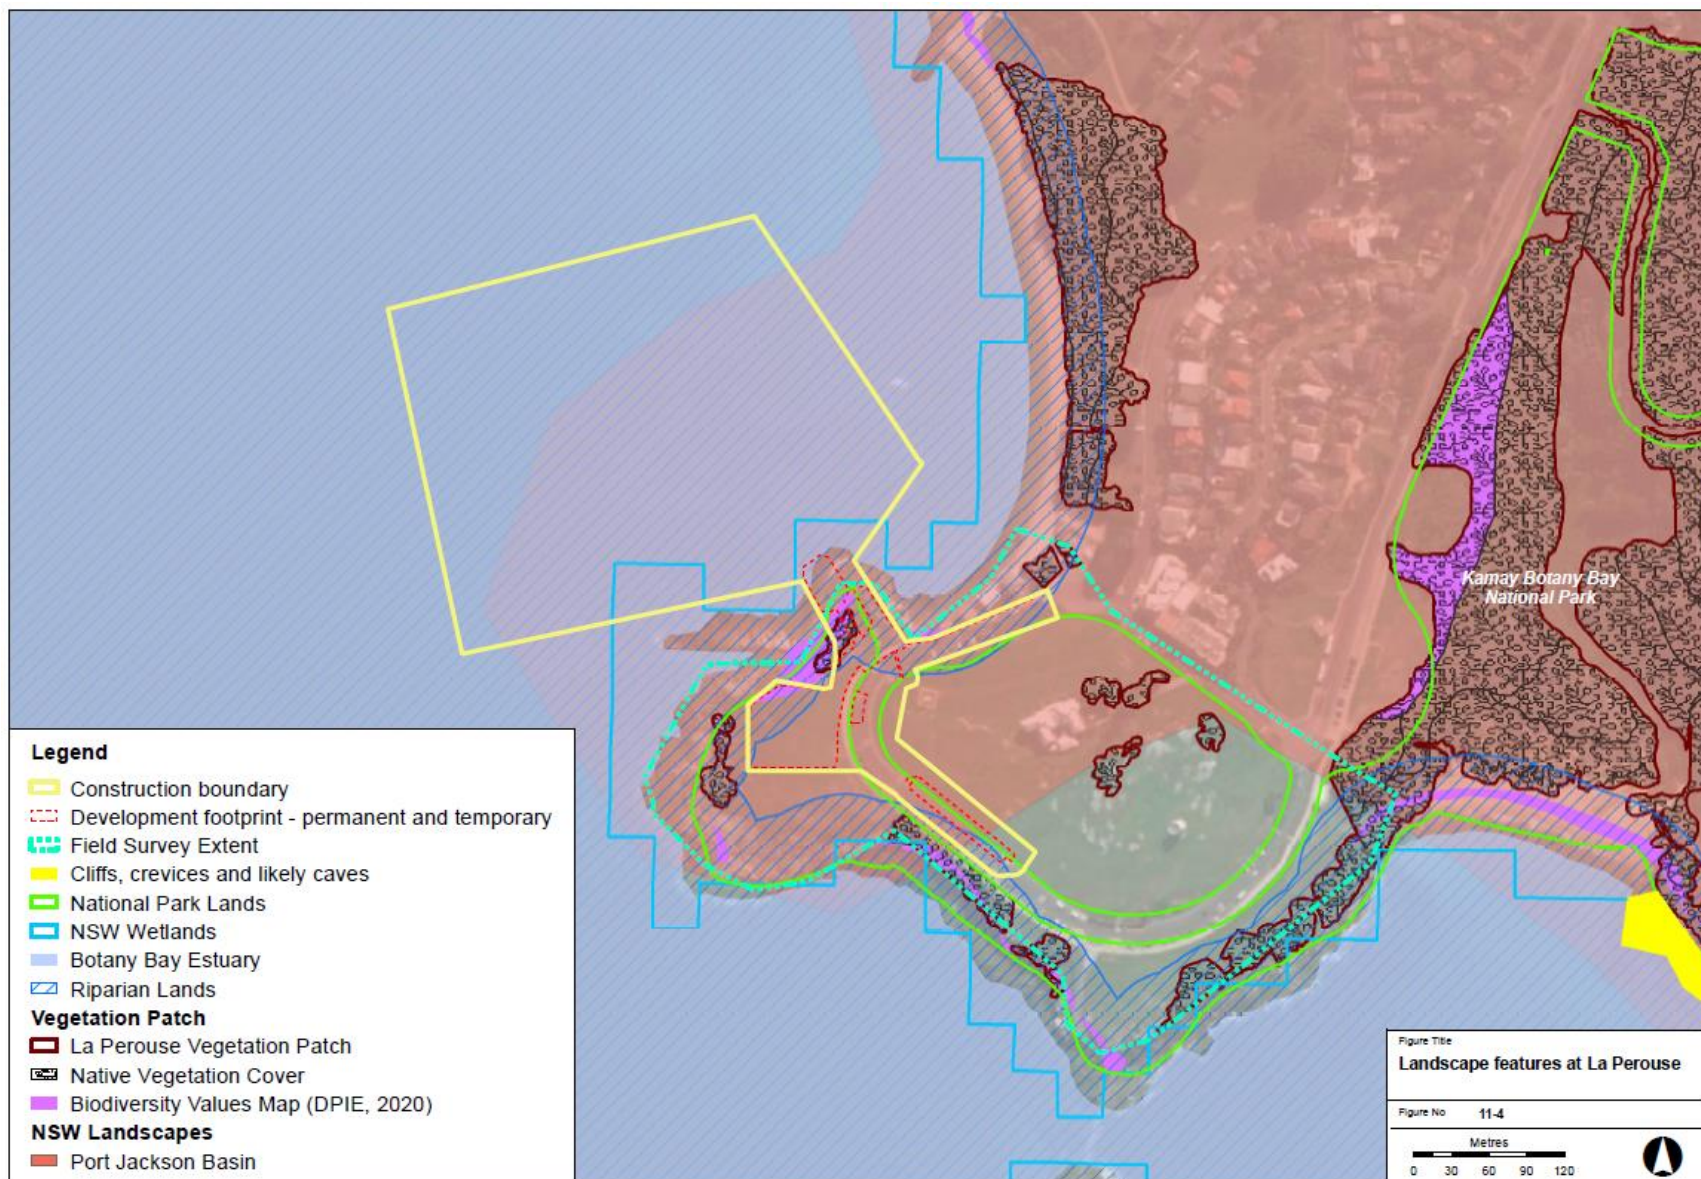 Kamay Botany Bay
National Park
Legend
Construction boundary
Development footprint - permanent and temporary
Field Survey Extent
Cliffs, crevices and likely caves
National Park Lands
NSW Wetlands
Botany Bay Estuary
Riparian Lands
Vegetation Patch
La Perouse Vegetation Patch
Native Vegetation Cover
Biodiversity Values Map (DPIE, 2020)
NSW Landscapes
Port Jackson Basin
Figure Title
Landscape features at La Perouse
Figure No 11-4
Metres
0 30 60 90 120